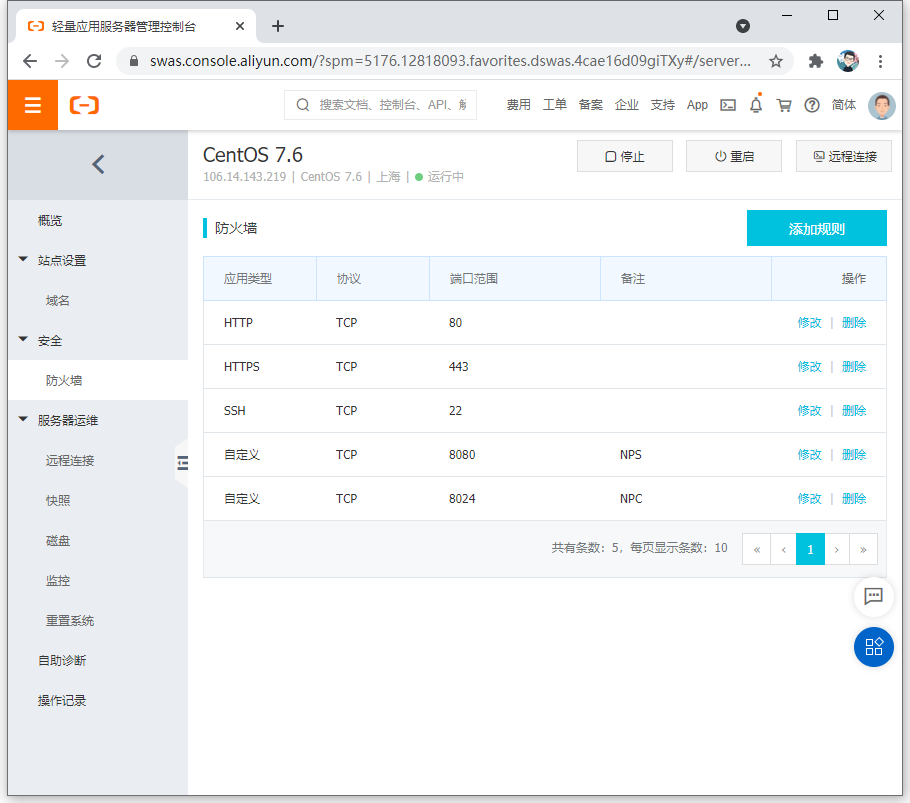 轻量应用服务器管理控制台
swas.console.aliyun.com/?spm=5176.12818093.favorites.dswas.4cae16d09giTXy#/server...
搜索文档、控制台、API、解 费用 工单 备案 企业 支持 App 简体
CentOS 7.6 停止 重启 远程连接
106.14.143.219 | CentOS 7.6 | 上海 | 运行中
概览
站点设置
域名
安全
防火墙
服务器运维
远程连接
快照
磁盘
监控
重置系统
自助诊断
操作记录
防火墙 添加规则
应用类型 协议 端口范围 备注 操作
HTTP TCP 80 修改 | 删除
HTTPS TCP 443 修改 | 删除
SSH TCP 22 修改 | 删除
自定义 TCP 8080 NPS 修改 | 删除
自定义 TCP 8024 NPC 修改 | 删除
共有条数: 5, 每页显示条数: 10 « ‹ 1 › »